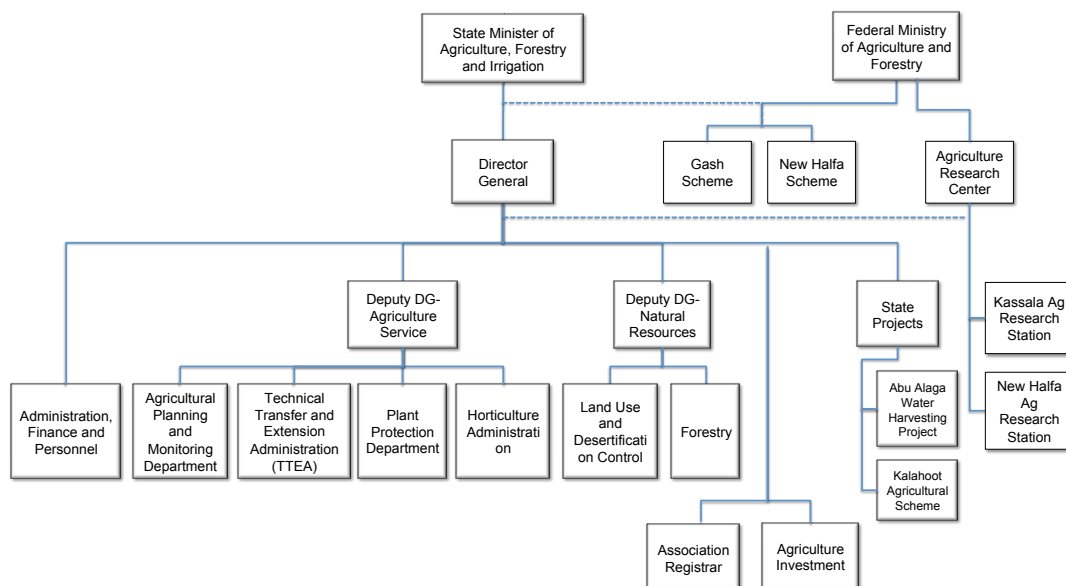 State Minister of
Agriculture, Forestry
and Irrigation
Federal Ministry
of Agriculture and
Forestry
Director
General
Gash
Scheme
New Halfa
Scheme
Agriculture
Research
Center
Deputy DG-
Agriculture
Service
Deputy DG-
Natural
Resources
State
Projects
Kassala Ag
Research
Station
Administration,
Finance and
Personnel
Agricultural
Planning
and
Monitoring
Department
Technical
Transfer and
Extension
Administration
(TTEA)
Plant
Protection
Department
Horticulture
Administrati
on
Land Use
and
Desertificati
on Control
Forestry
Abu Alaga
Water
Harvesting
Project
New Halfa
Ag
Research
Station
Kalahoot
Agricultural
Scheme
Association
Registrar
Agriculture
Investment